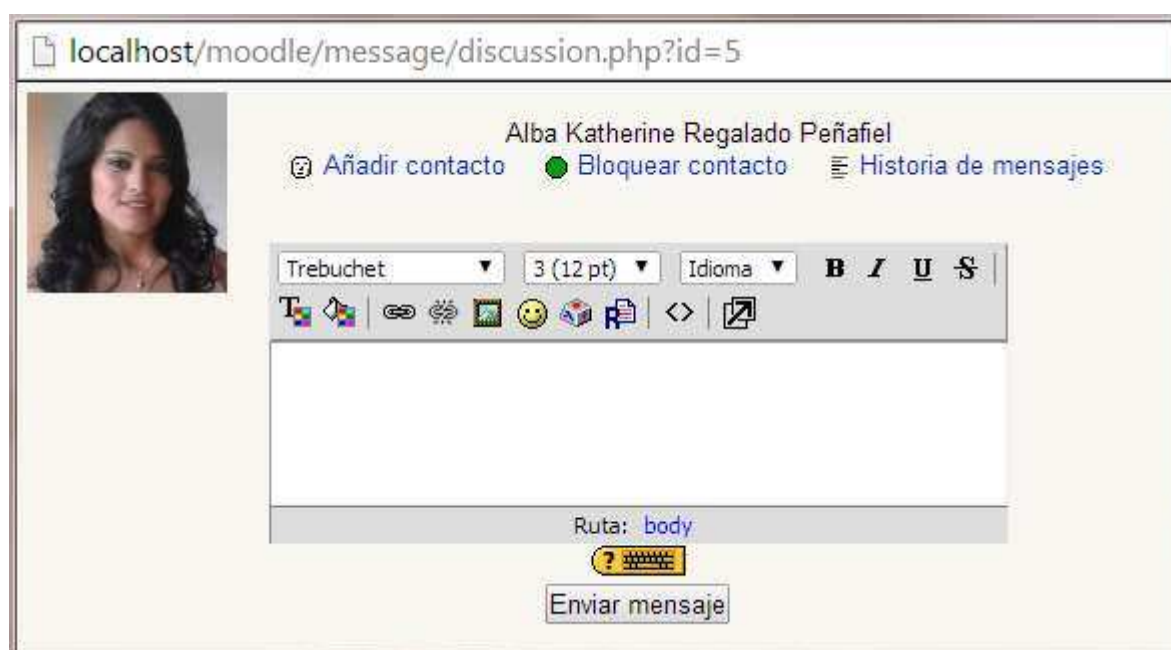 localhost/moodle/message/discussion.php?id=5
Alba Katherine Regalado Peñafiel
Añadir contacto Bloquear contacto Historia de mensajes
Trebuchet 3 (12 pt) Idioma B I U S
Ruta: body
?
Enviar mensaje